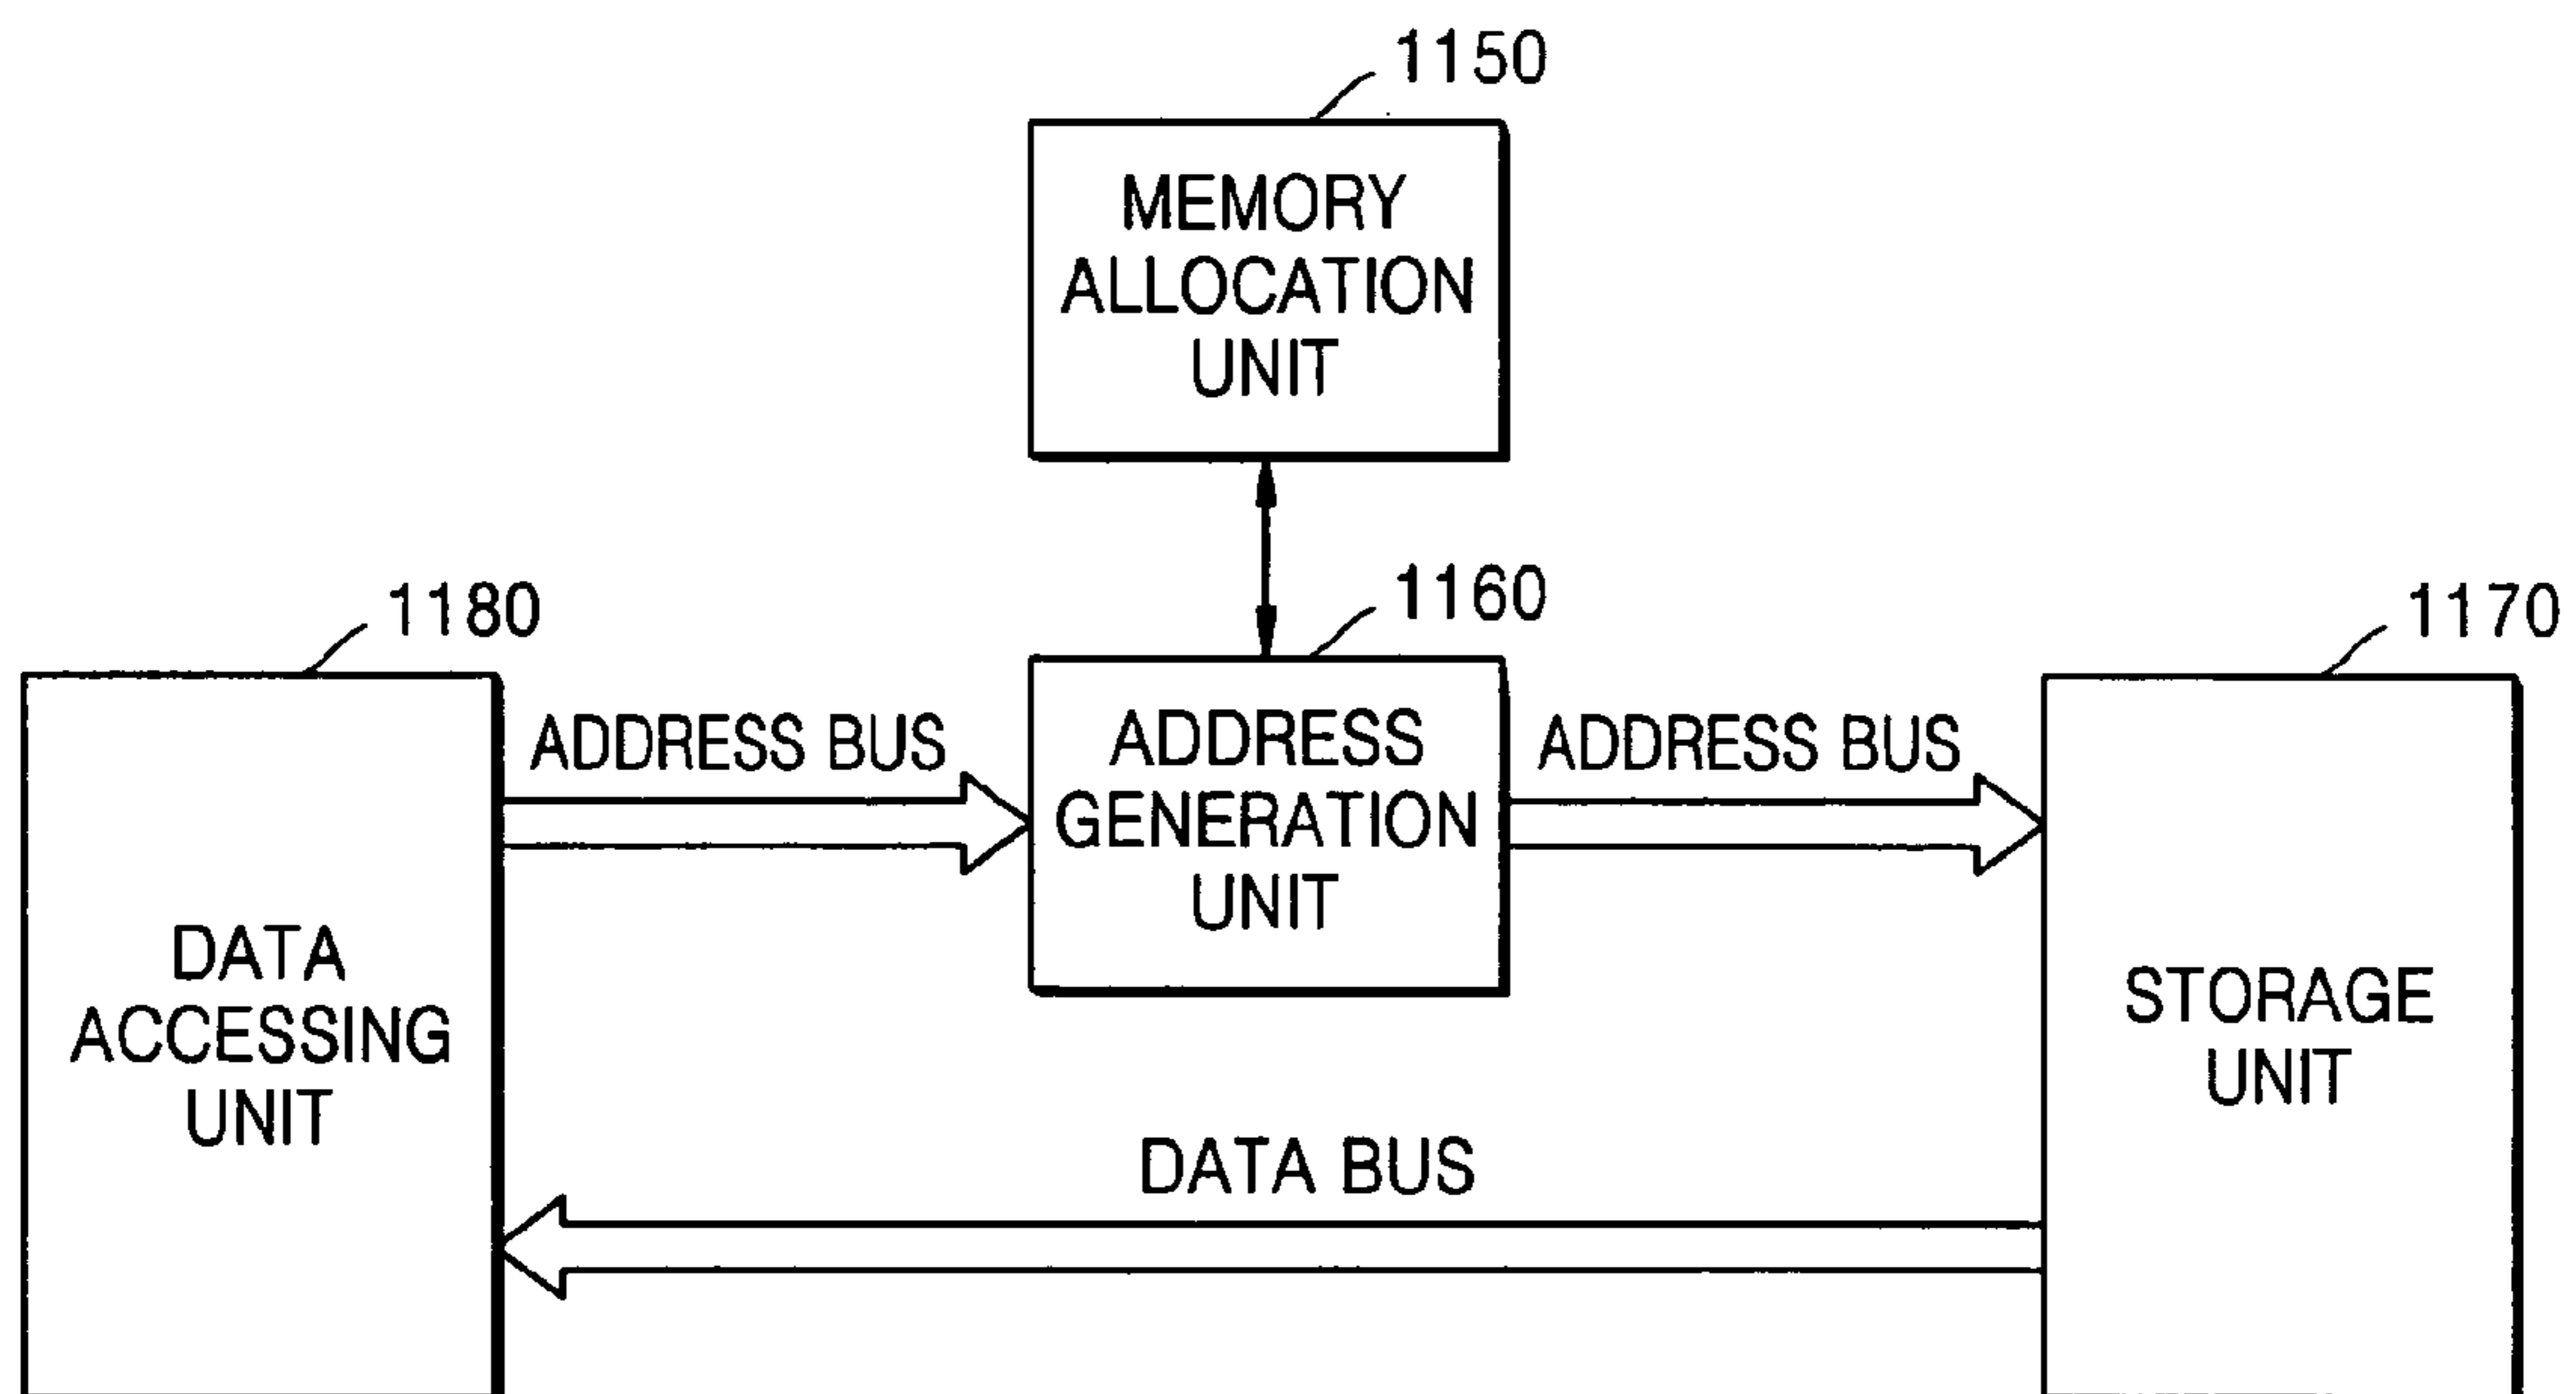 1150
MEMORY
ALLOCATION
UNIT
1180
1160
1170
ADDRESS BUS
ADDRESS
GENERATION
UNIT
ADDRESS BUS
DATA
ACCESSING
UNIT
STORAGE
UNIT
DATA BUS